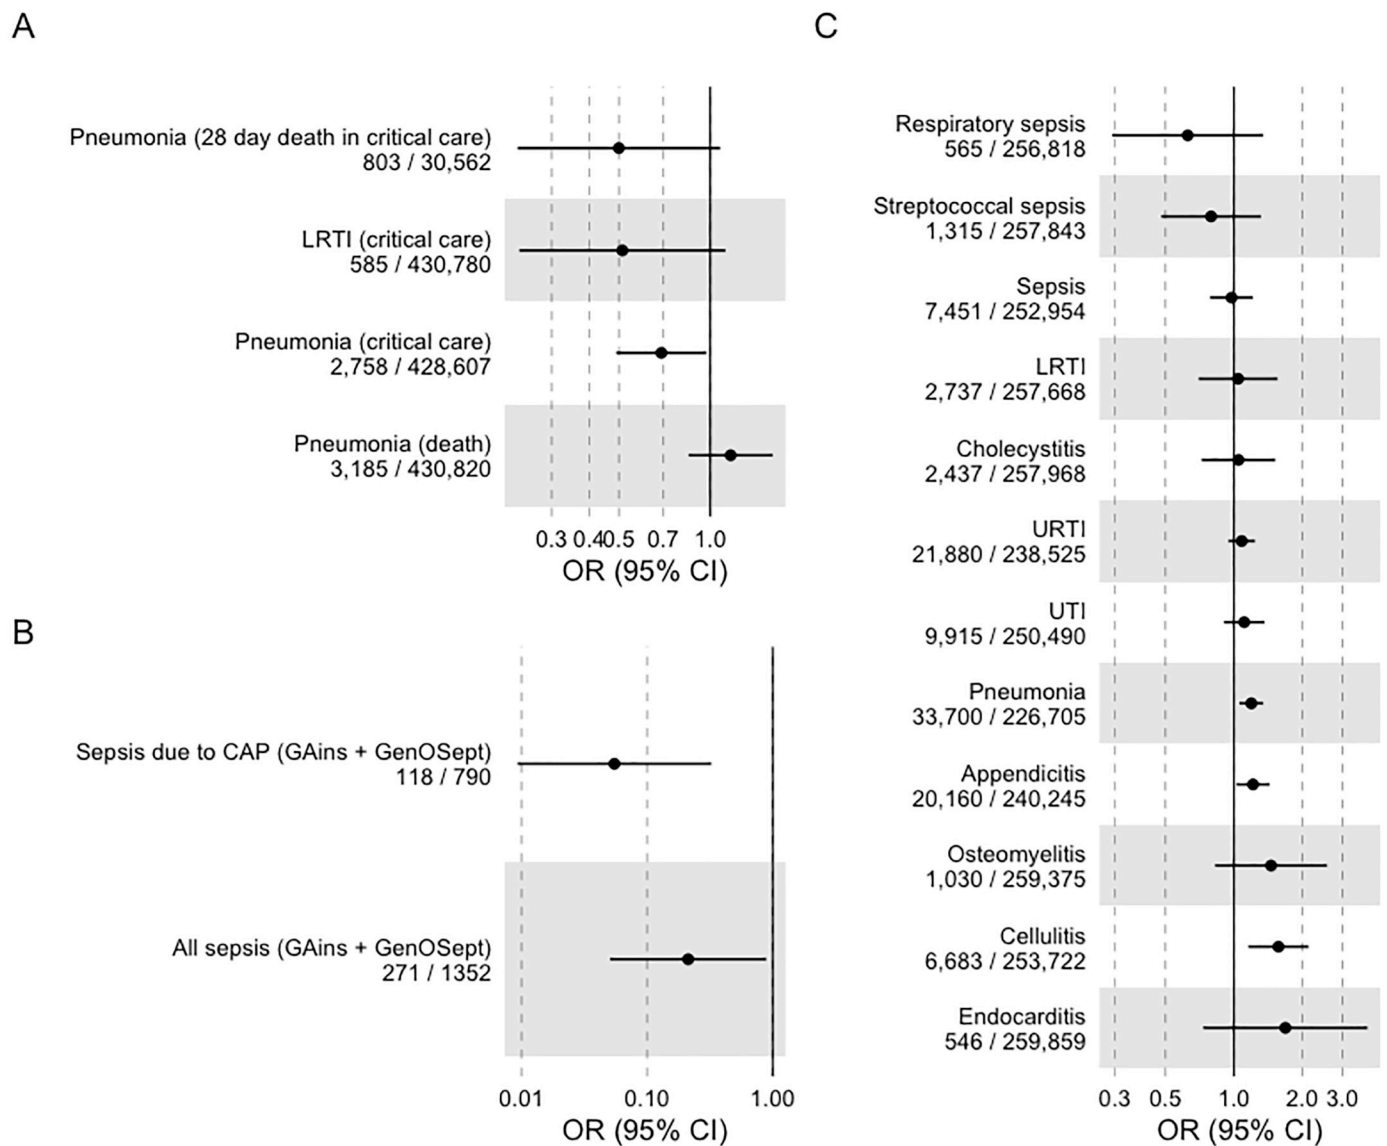 A
Pneumonia (28 day death in critical care)
803 / 30,562
LRTI (critical care)
585 / 430,780
Pneumonia (critical care)
2,758 / 428,607
Pneumonia (death)
3,185 / 430,820
0.3 0.4 0.5 0.7 1.0
OR (95% CI)
B
Sepsis due to CAP (GAins + GenOSept)
118 / 790
All sepsis (GAins + GenOSept)
271 / 1352
0.01 0.10 1.00
OR (95% CI)
C
Respiratory sepsis
565 / 256,818
Streptococcal sepsis
1,315 / 257,843
Sepsis
7,451 / 252,954
LRTI
2,737 / 257,668
Cholecystitis
2,437 / 257,968
URTI
21,880 / 238,525
UTI
9,915 / 250,490
Pneumonia
33,700 / 226,705
Appendicitis
20,160 / 240,245
Osteomyelitis
1,030 / 259,375
Cellulitis
6,683 / 253,722
Endocarditis
546 / 259,859
0.3 0.5 1.0 2.0 3.0
OR (95% CI)